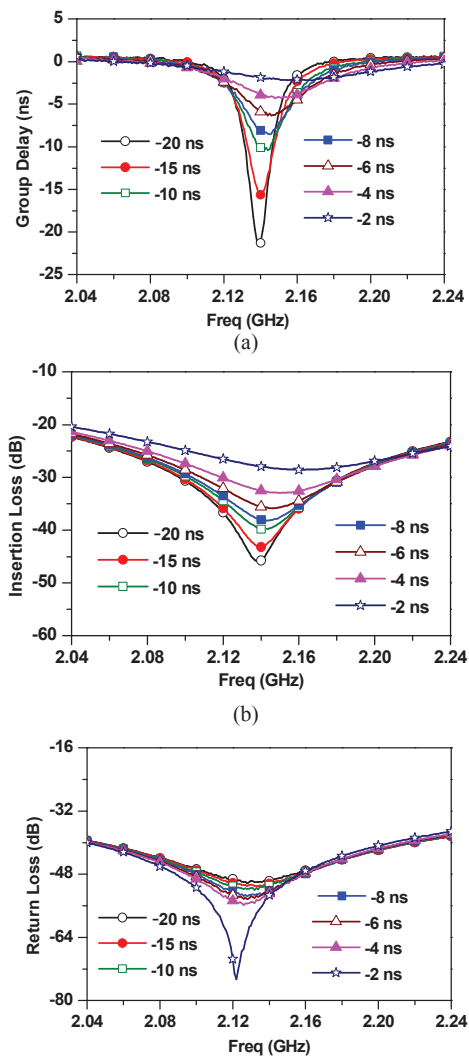 5
0
-5
-10
-15
-20
-25
Group Delay (ns)
-20 ns
-15 ns
-10 ns
-8 ns
-6 ns
-4 ns
-2 ns
2.04 2.08 2.12 2.16 2.20 2.24
Freq (GHz)
(a)
-10
-20
-30
-40
-50
-60
Insertion Loss (dB)
-20 ns
-15 ns
-10 ns
-8 ns
-6 ns
-4 ns
-2 ns
2.04 2.08 2.12 2.16 2.20 2.24
Freq (GHz)
(b)
-16
-32
-48
-64
-80
Return Loss (dB)
-20 ns
-15 ns
-10 ns
-8 ns
-6 ns
-4 ns
-2 ns
2.04 2.08 2.12 2.16 2.20 2.24
Freq (GHz)